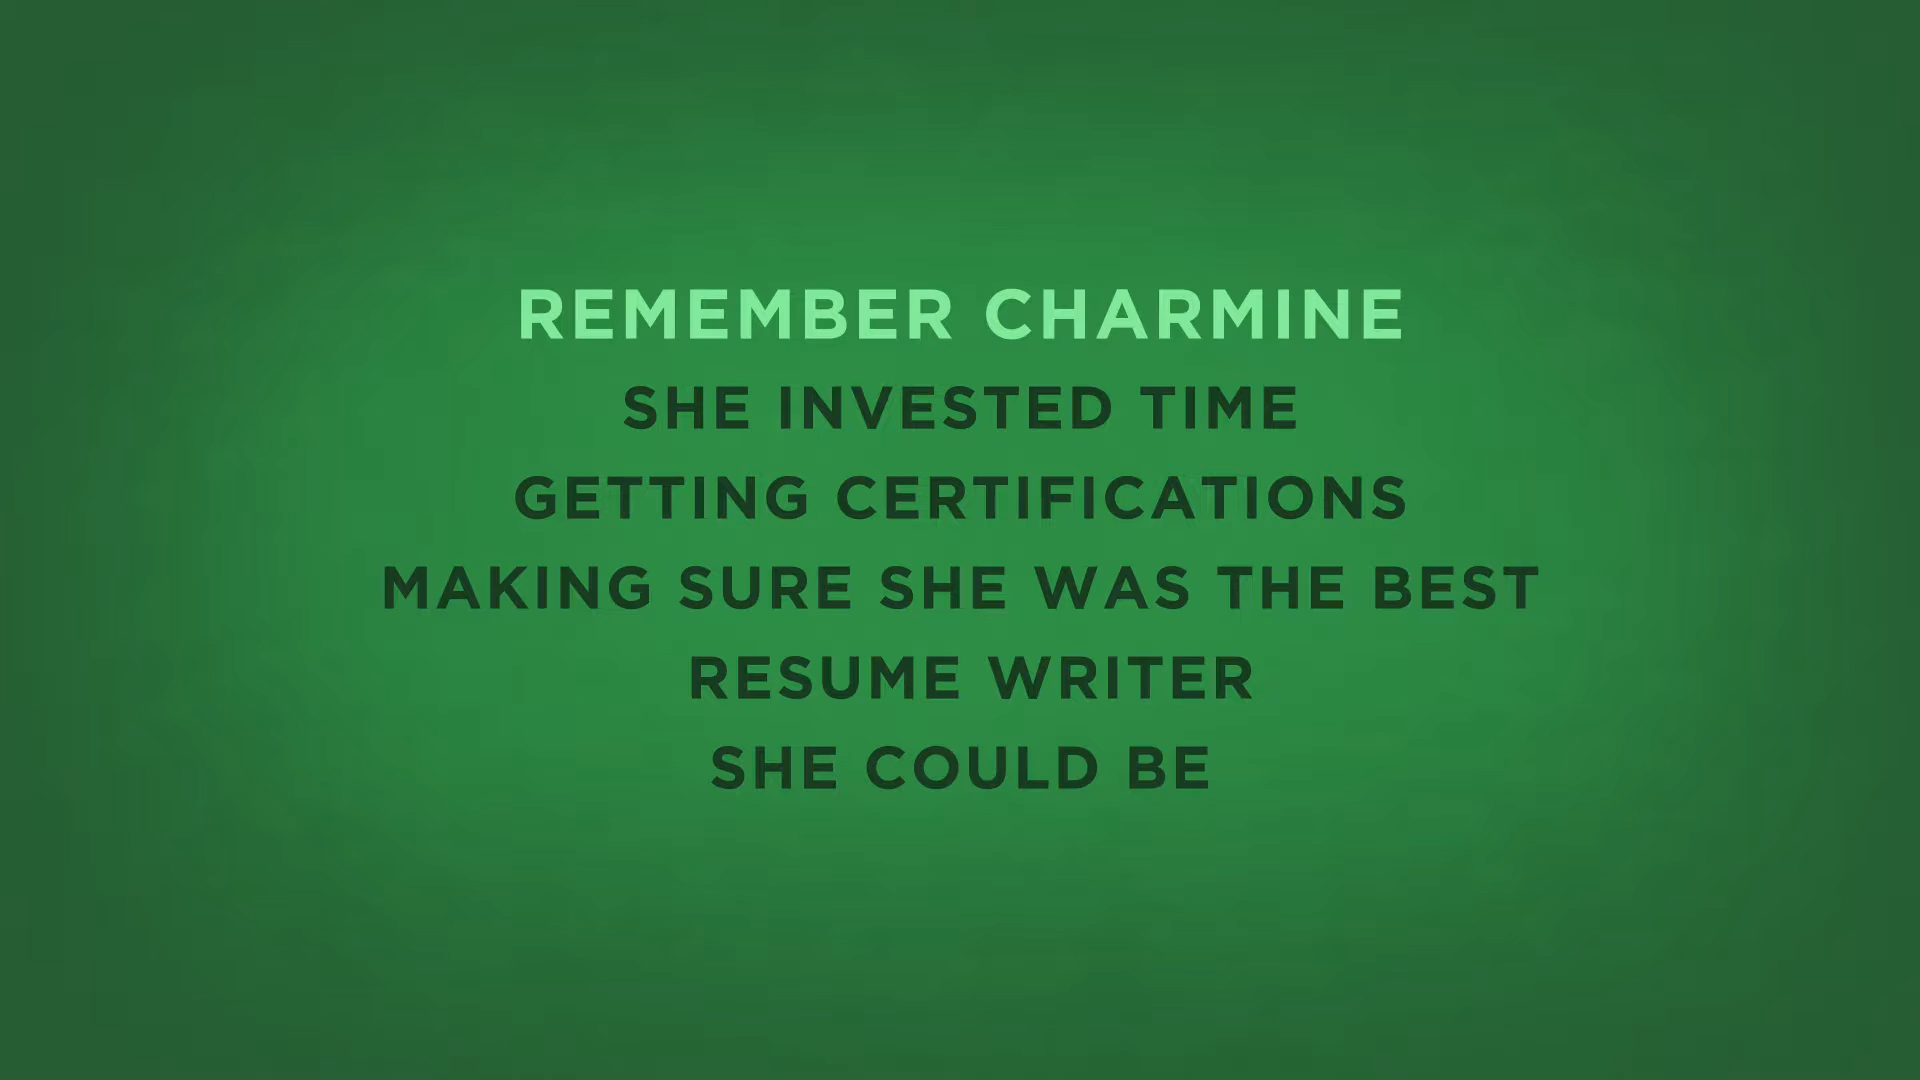 REMEMBER CHARMINE
SHE INVESTED TIME
GETTING CERTIFICATIONS
MAKING SURE SHE WAS THE BEST
RESUME WRITER
SHE COULD BE